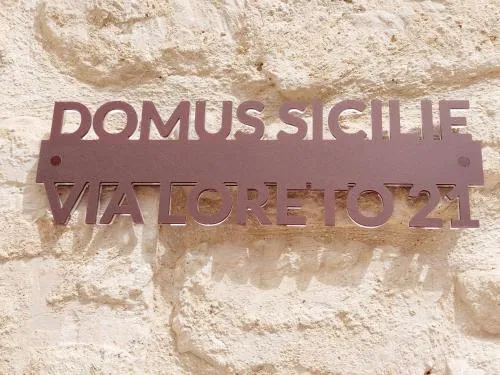 DOMUS SICILIE
VIA LORETO 21